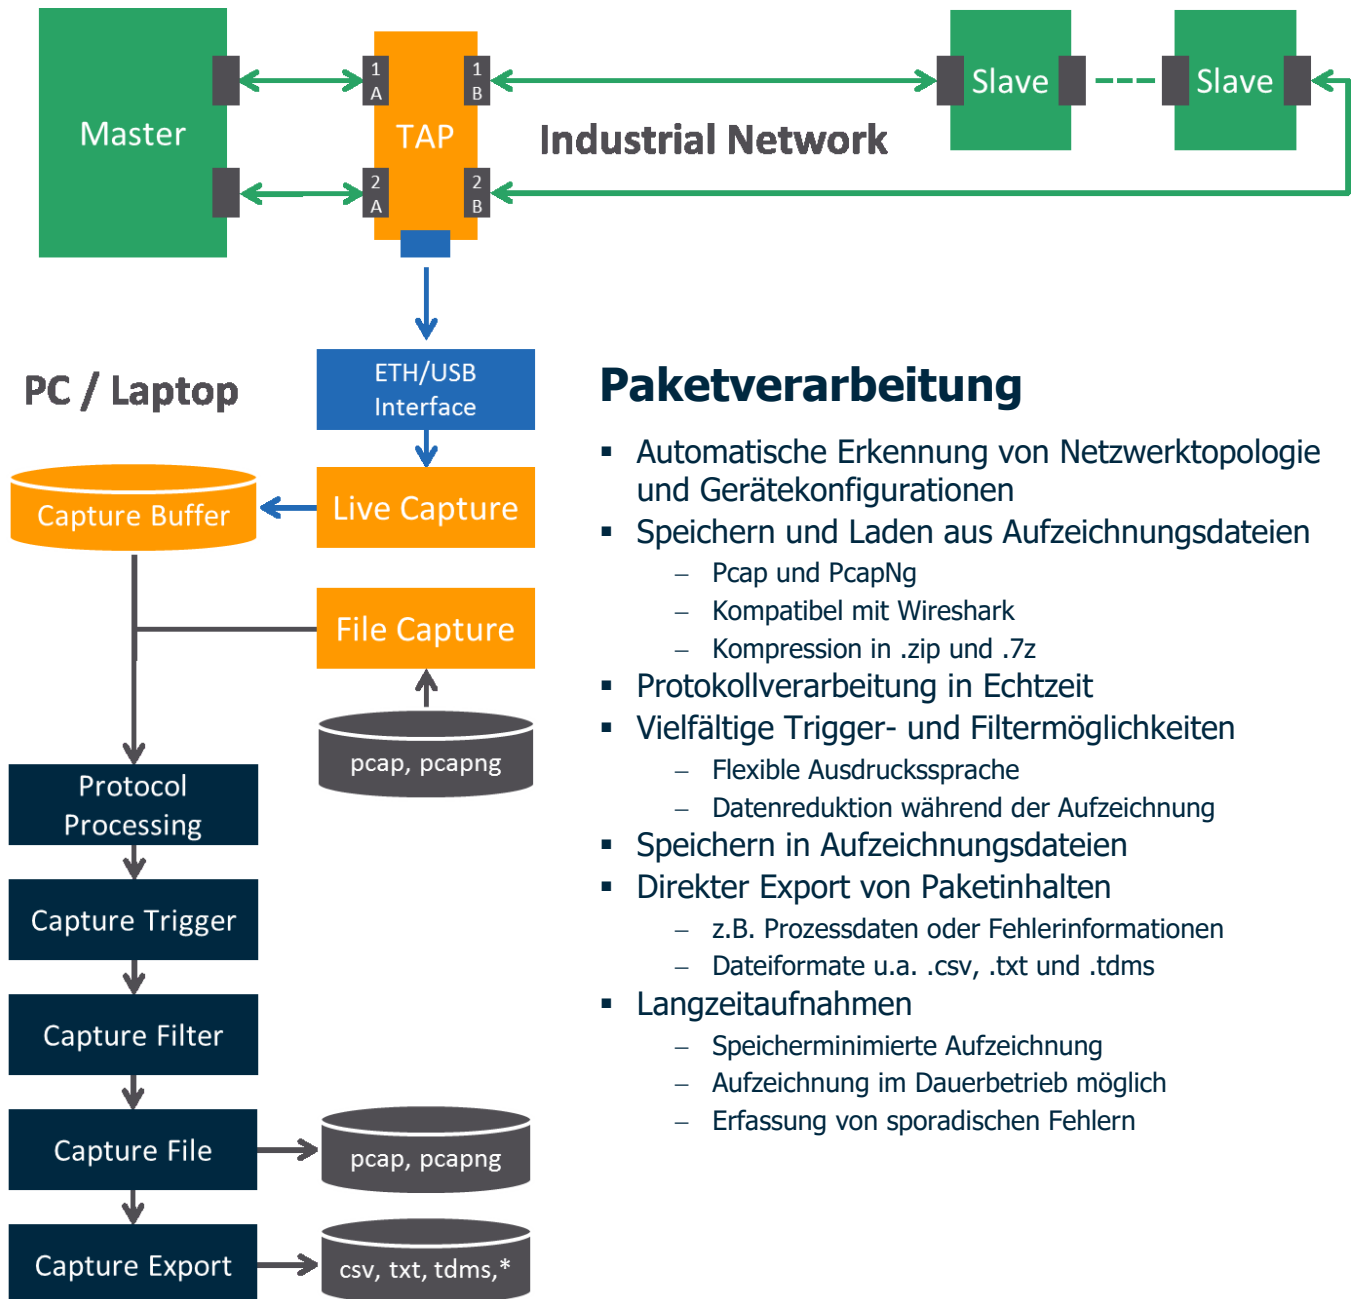 Master
1
A
TAP
1
B
2
A
2
B
Industrial Network
Slave
Slave
PC / Laptop
ETH/USB
Interface
Capture Buffer
Live Capture
File Capture
pcap, pcapng
Protocol
Processing
Capture Trigger
Capture Filter
Capture File
pcap, pcapng
Capture Export
csv, txt, tdms,*
Paketverarbeitung
▪ Automatische Erkennung von Netzwerktopologie
und Gerätekonfigurationen
▪ Speichern und Laden aus Aufzeichnungsdateien
– Pcap und PcapNg
– Kompatibel mit Wireshark
– Kompression in .zip und .7z
▪ Protokollverarbeitung in Echtzeit
▪ Vielfältige Trigger- und Filtermöglichkeiten
– Flexible Ausdruckssprache
– Datenreduktion während der Aufzeichnung
▪ Speichern in Aufzeichnungsdateien
▪ Direkter Export von Paketinhalten
– z.B. Prozessdaten oder Fehlerinformationen
– Dateiformate u.a. .csv, .txt und .tdms
▪ Langzeitaufnahmen
– Speicherminimierte Aufzeichnung
– Aufzeichnung im Dauerbetrieb möglich
– Erfassung von sporadischen Fehlern